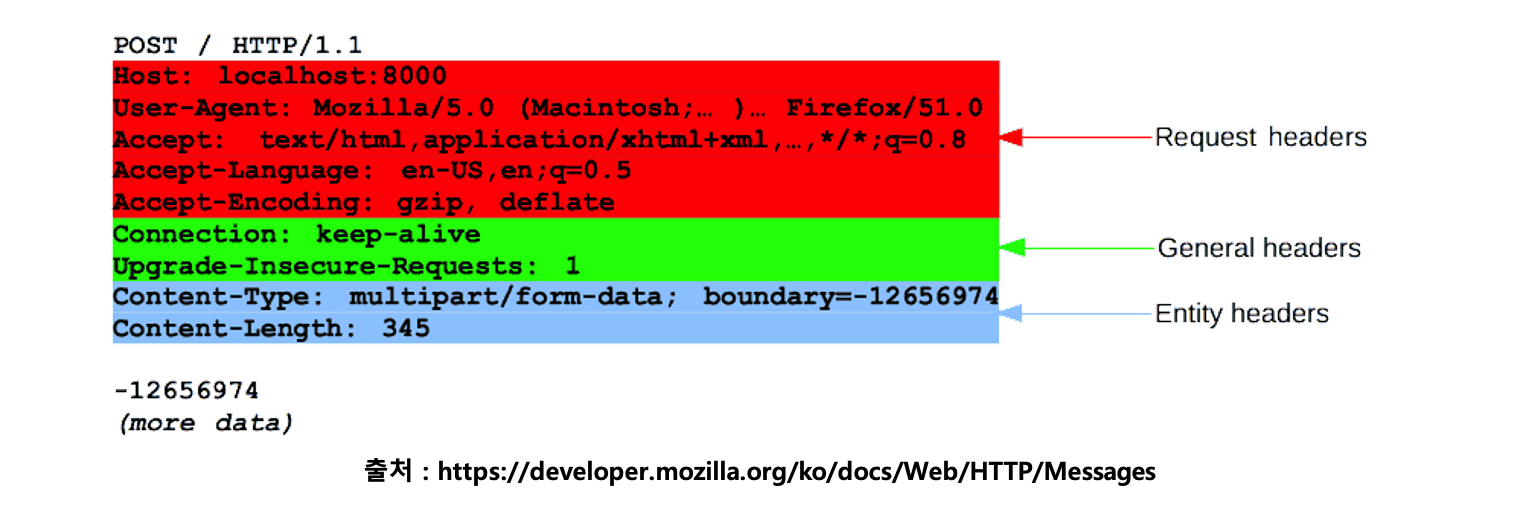 POST / HTTP/1.1
Host: localhost:8000
User-Agent: Mozilla/5.0 (Macintosh;… )… Firefox/51.0
Accept: text/html,application/xhtml+xml,…,*/*;q=0.8
Request headers
Accept-Language: en-US,en;q=0.5
Accept-Encoding: gzip, deflate
Connection: keep-alive
General headers
Upgrade-Insecure-Requests: 1
Content-Type: multipart/form-data; boundary=-12656974
Entity headers
Content-Length: 345
-12656974
(more data)
출처 : https://developer.mozilla.org/ko/docs/Web/HTTP/Messages